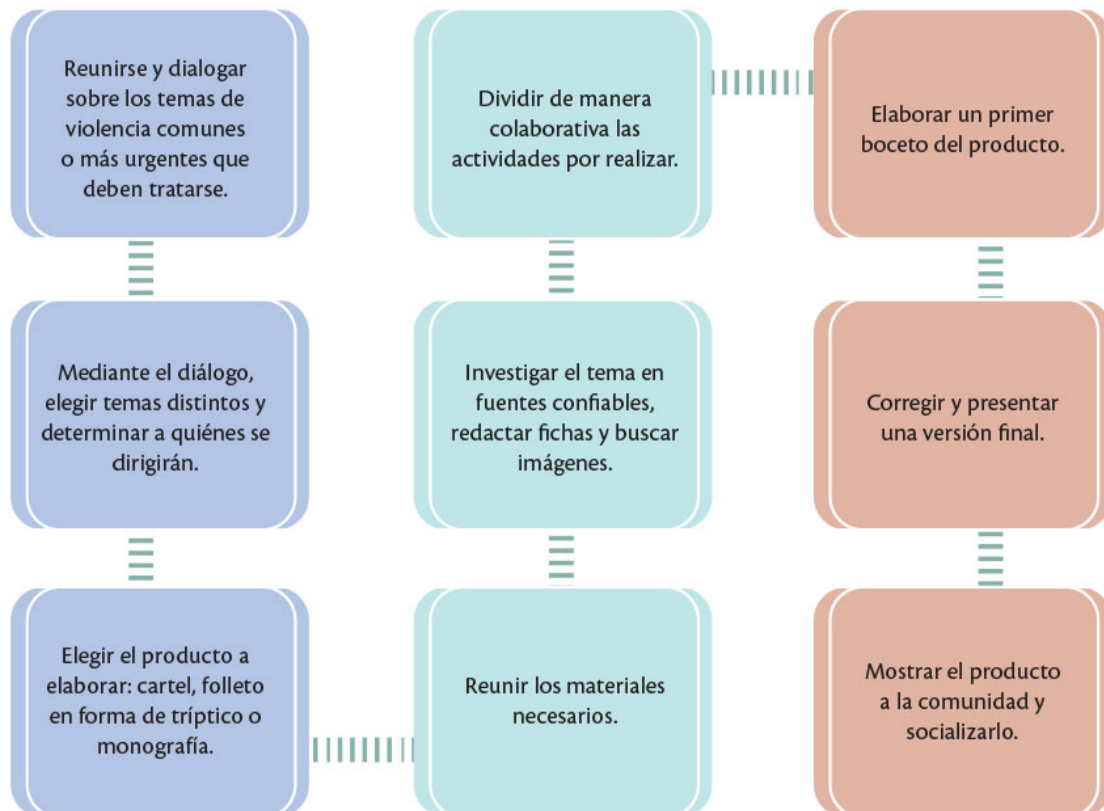 Reunirse y dialogar
sobre los temas de
violencia comunes
o más urgentes que
deben tratarse.
Mediante el diálogo,
elegir temas distintos y
determinar a quiénes se
dirigirán.
Elegir el producto a
elaborar: cartel, folleto
en forma de tríptico o
monografía.
Reunir los materiales
necesarios.
Investigar el tema en
fuentes confiables,
redactar fichas y buscar
imágenes.
Dividir de manera
colaborativa las
actividades por realizar.
Elaborar un primer
boceto del producto.
Corregir y presentar
una versión final.
Mostrar el producto
a la comunidad y
socializarlo.